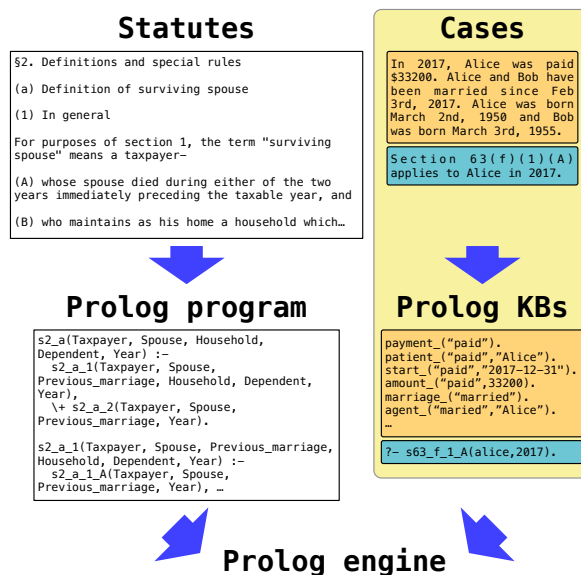 Statutes
§2. Definitions and special rules
(a) Definition of surviving spouse
(1) In general
For purposes of section 1, the term "surviving
spouse" means a taxpayer—
(A) whose spouse died during either of the two
years immediately preceding the taxable year, and
(B) who maintains as his home a household which…
Cases
In 2017, Alice was paid
$33200. Alice and Bob have
been married since Feb
3rd, 2017. Alice was born
March 2nd, 1950 and Bob
was born March 3rd, 1955.
Section 63(f)(1)(A)
applies to Alice in 2017.
Prolog program
s2_a(Taxpayer, Spouse, Household,
Dependent, Year) :-
s2_a_1(Taxpayer, Spouse,
Previous_marriage, Household, Dependent,
Year),
\+ s2_a_2(Taxpayer, Spouse,
Previous_marriage, Year).
s2_a_1(Taxpayer, Spouse, Previous_marriage,
Household, Dependent, Year) :-
s2_a_1_A(Taxpayer, Spouse,
Previous_marriage, Year), …
Prolog KBs
payment_(“paid”).
patient_(“paid”,"Alice”).
start_(“paid”,"2017-12-31").
amount_(“paid”,33200).
marriage_(“married”).
agent_(“maried”,"Alice”).
…
?- s63_f_1_A(alice,2017).
Prolog engine